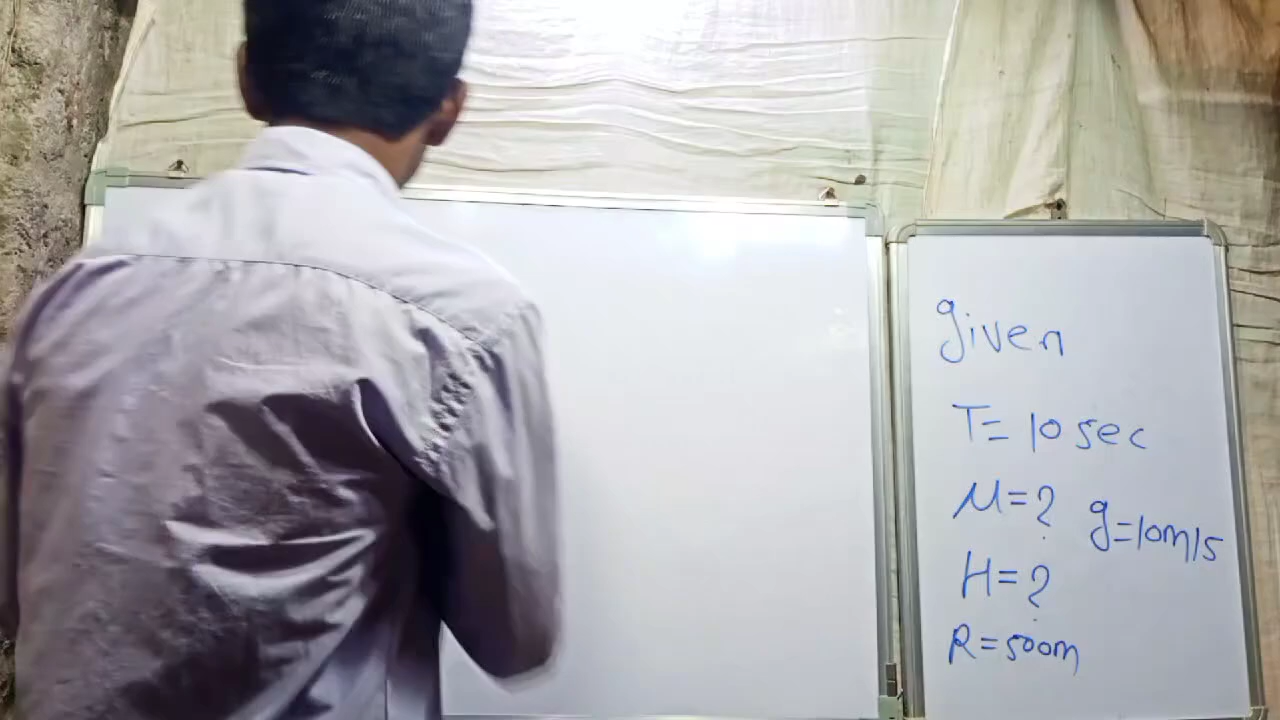 given
T= 10 sec
M=?
g=10m/s
H=?
R=500m